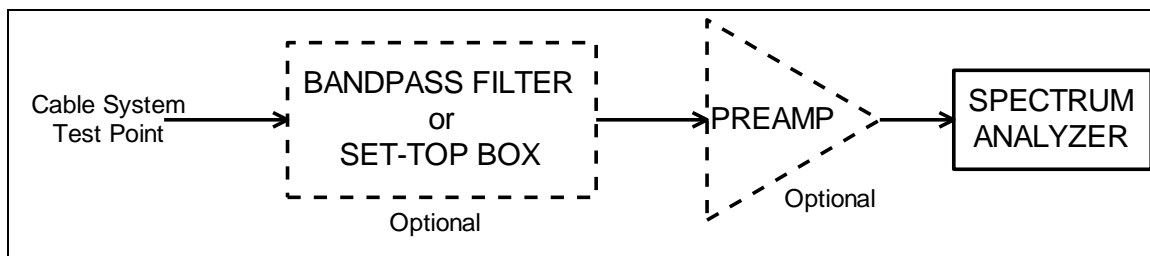 Cable System
Test Point
BANDPASS FILTER
or
SET-TOP BOX
Optional
PREAMP
Optional
SPECTRUM
ANALYZER